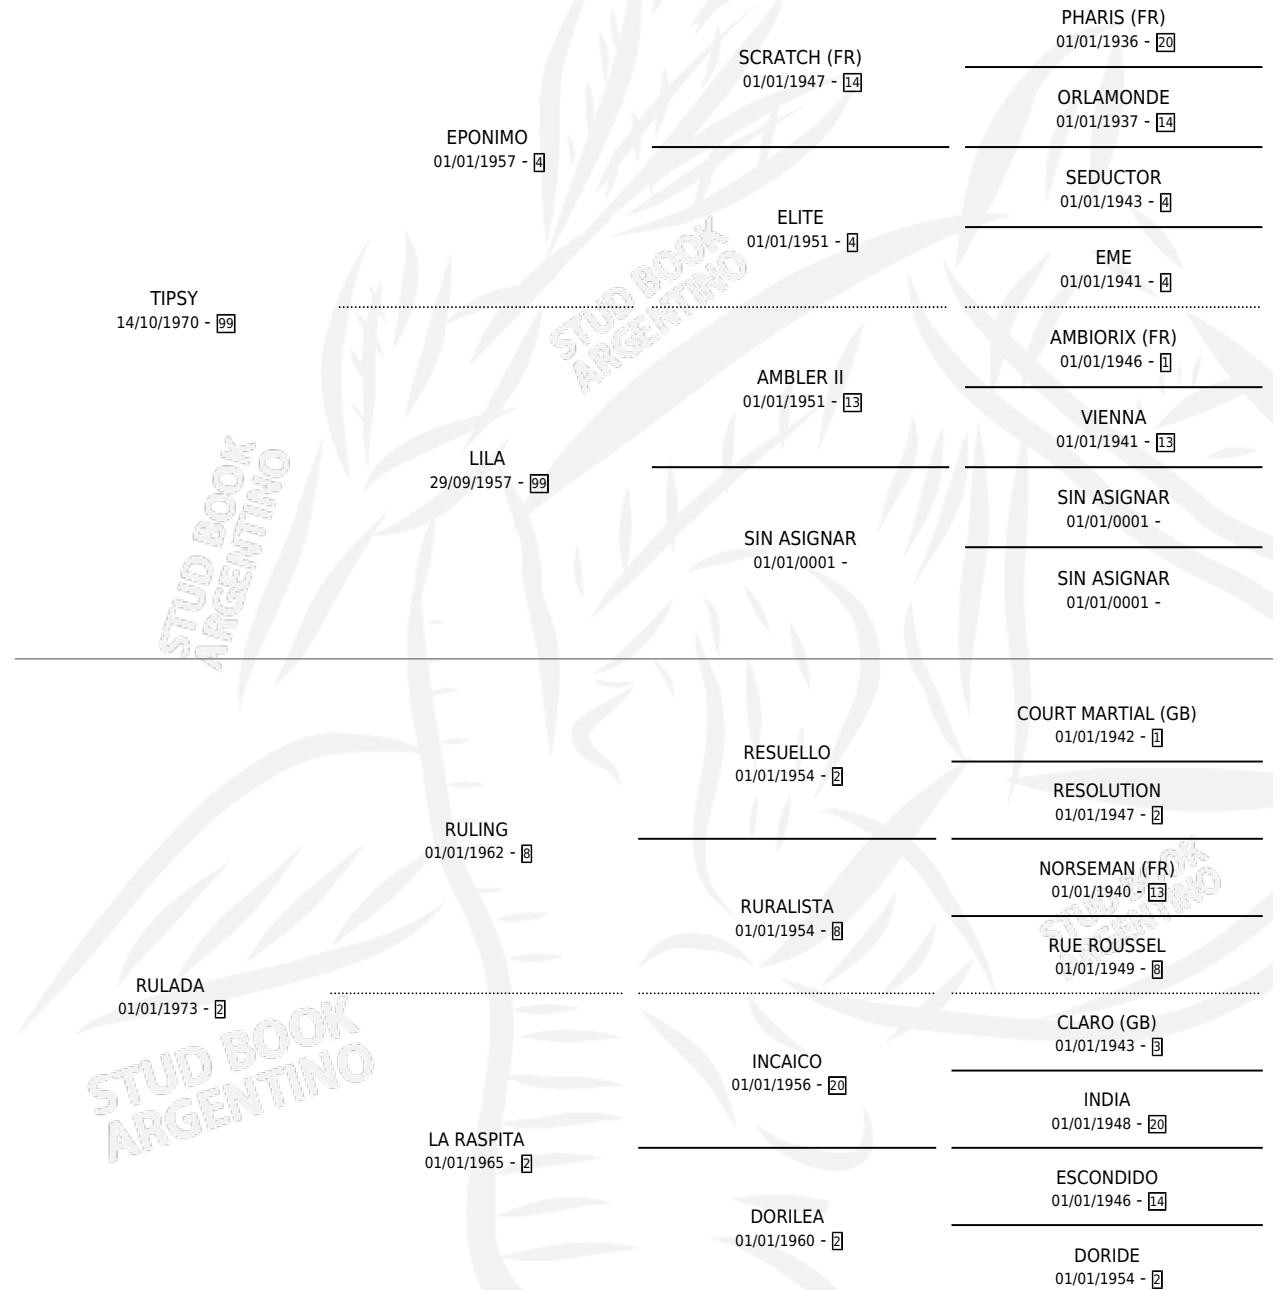 PHARIS (FR)
01/01/1936 - 20
SCRATCH (FR)
01/01/1947 - 14
ORLAMONDE
01/01/1937 - 14
EPONIMO
01/01/1957 - 4
SEDUCTOR
01/01/1943 - 4
ELITE
01/01/1951 - 4
EME
01/01/1941 - 4
TIPSY
14/10/1970 - 99
AMBIORIX (FR)
01/01/1946 - 1
AMBLER II
01/01/1951 - 13
VIENNA
01/01/1941 - 13
LILA
29/09/1957 - 99
SIN ASIGNAR
01/01/0001 -
SIN ASIGNAR
01/01/0001 -
SIN ASIGNAR
01/01/0001 -
STUD BOOK
ARGENTINO
STUD BOOK
ARGENTINO
COURT MARTIAL (GB)
01/01/1942 - 1
RESUELLO
01/01/1954 - 2
RESOLUTION
01/01/1947 - 2
RULING
01/01/1962 - 8
NORSEMAN (FR)
01/01/1940 - 13
RURALISTA
01/01/1954 - 8
RUE ROUSSEL
01/01/1949 - 8
RULADA
01/01/1973 - 2
CLARO (GB)
01/01/1943 - 3
INCAICO
01/01/1956 - 20
INDIA
01/01/1948 - 20
LA RASPITA
01/01/1965 - 2
ESCONDIDO
01/01/1946 - 14
DORILEA
01/01/1960 - 2
DORIDE
01/01/1954 - 2
STUD BOOK
ARGENTINO
STUD BOOK
ARGENTINO